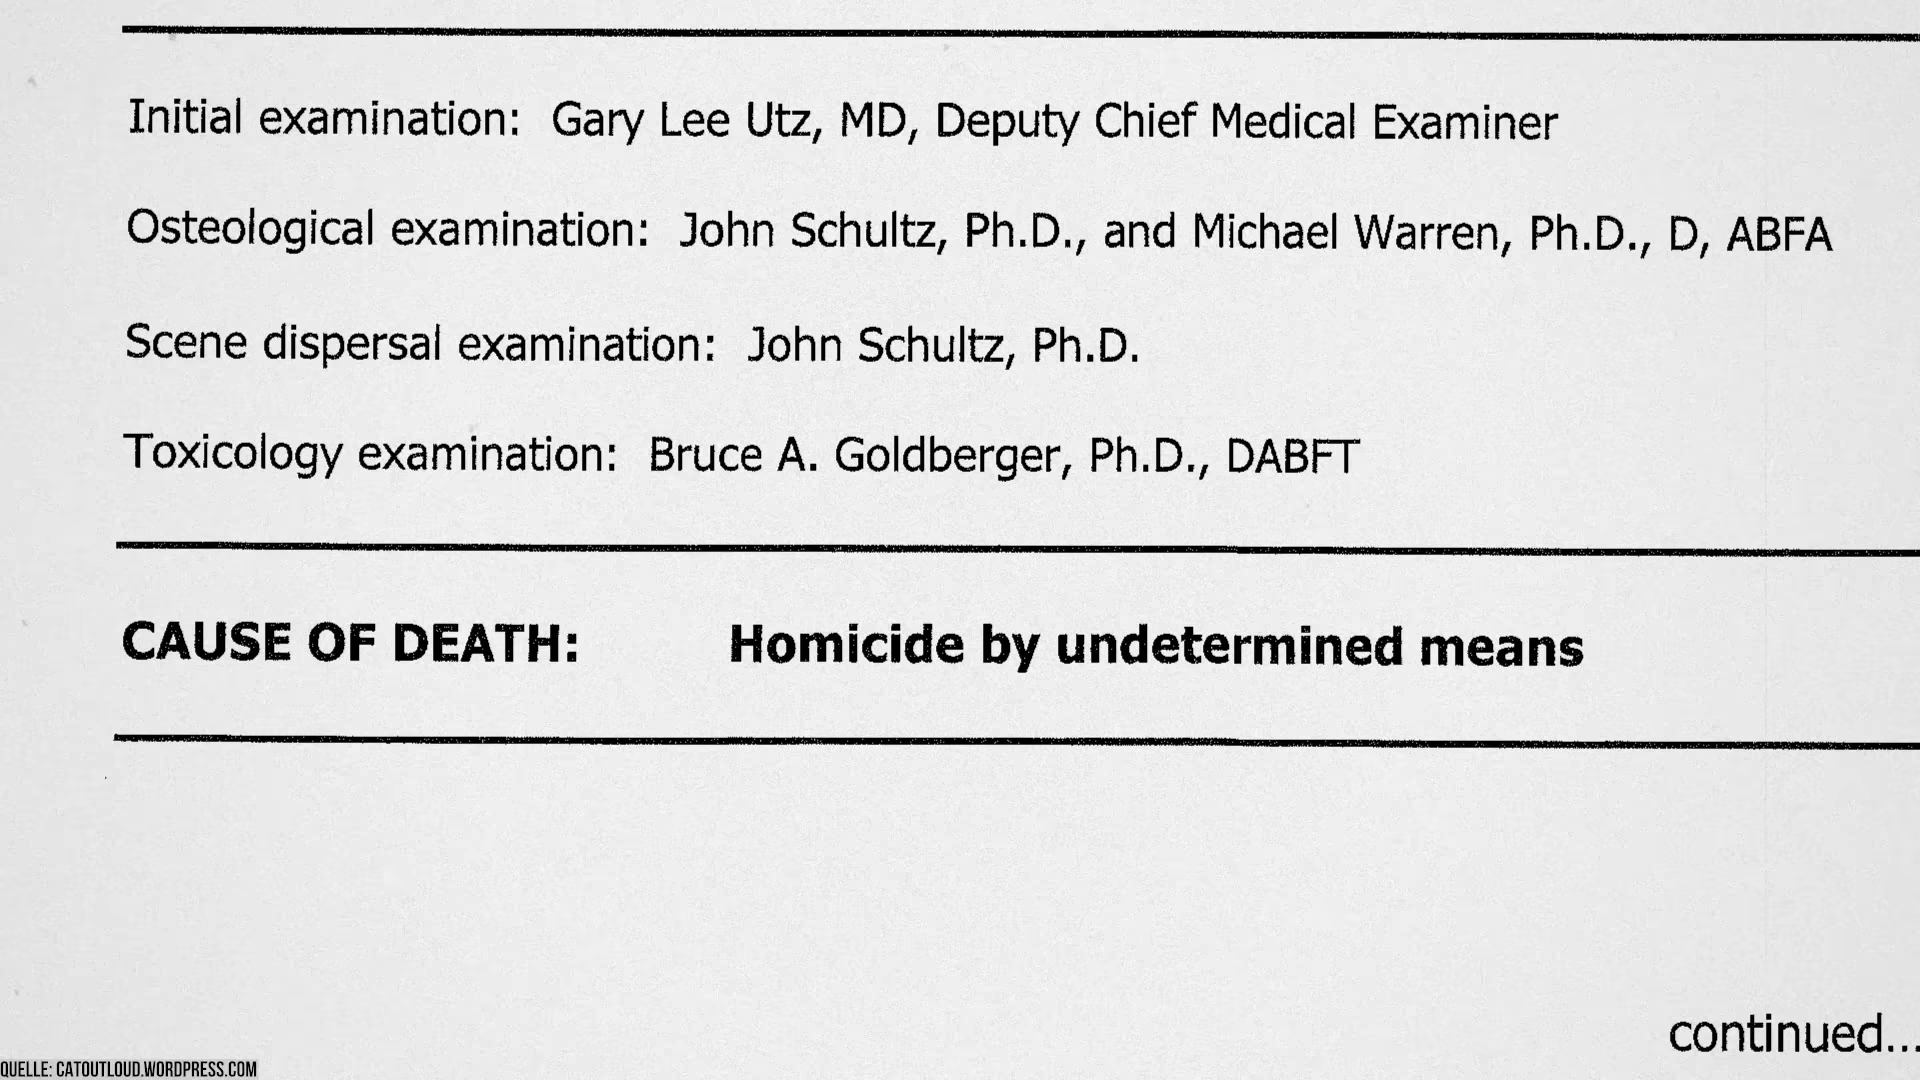 Initial examination: Gary Lee Utz, MD, Deputy Chief Medical Examiner
Osteological examination: John Schultz, Ph.D., and Michael Warren, Ph.D., D, ABFA
Scene dispersal examination: John Schultz, Ph.D.
Toxicology examination: Bruce A. Goldberger, Ph.D., DABFT
CAUSE OF DEATH: Homicide by undetermined means
continued...
QUELLE: CATOUTLOUD.WORDPRESS.COM